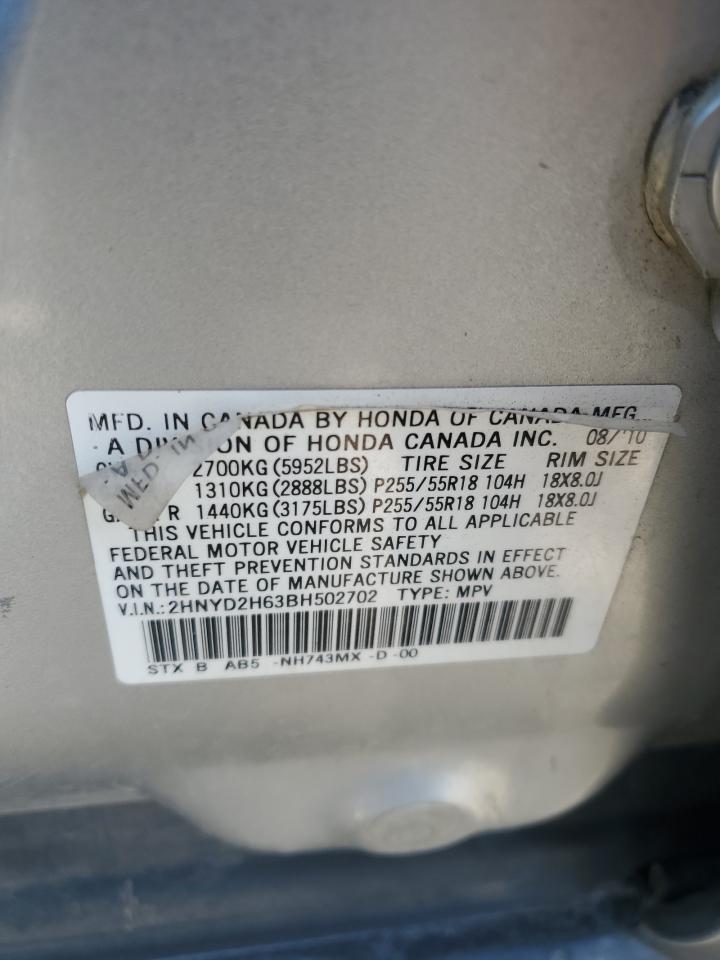 MFD. IN CANADA BY HONDA OF CANADA MFG.,
A DIVISION OF HONDA CANADA INC. 08/10
2700KG (5952LBS) TIRE SIZE RIM SIZE
1310KG (2888LBS) P255/55R18 104H 18X8.0J
R 1440KG (3175LBS) P255/55R18 104H 18X8.0J
THIS VEHICLE CONFORMS TO ALL APPLICABLE
FEDERAL MOTOR VEHICLE SAFETY
AND THEFT PREVENTION STANDARDS IN EFFECT
ON THE DATE OF MANUFACTURE SHOWN ABOVE.
V.I.N.: 2HNYD2H63BH502702 TYPE: MPV
STX B AB5 -NH743MX -D -00